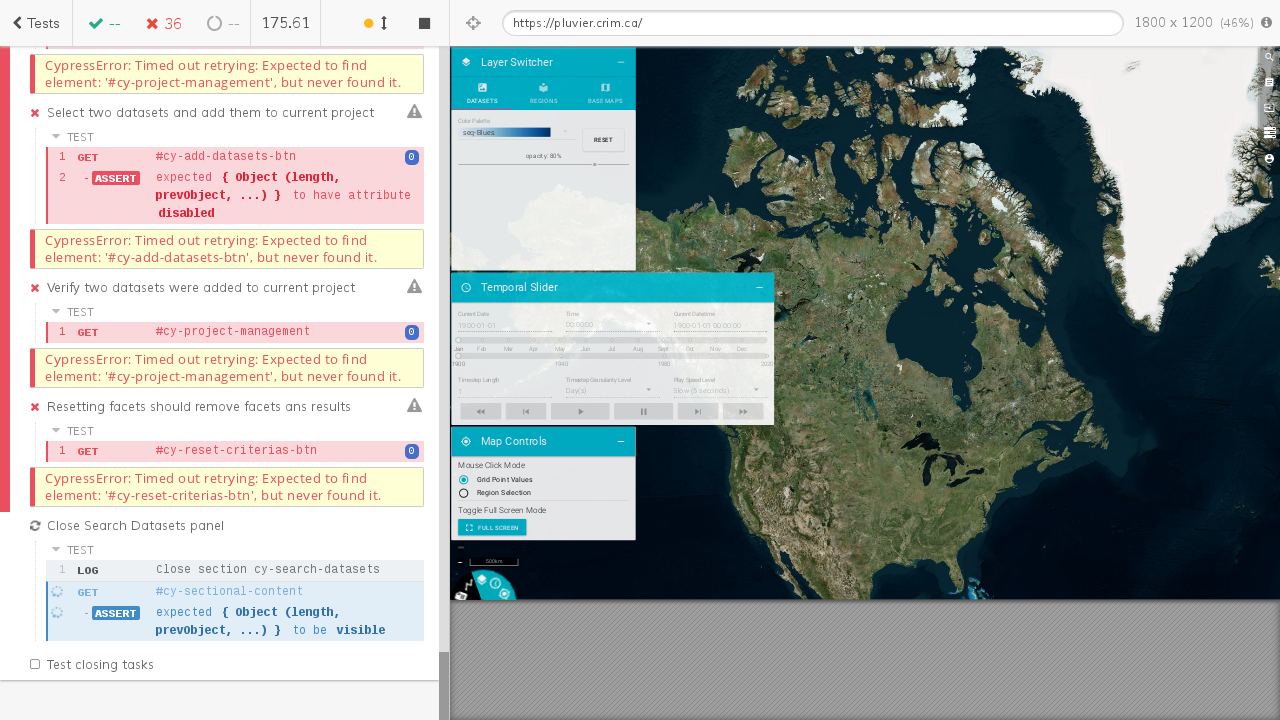 Tests
--
36
--
175.61
https://pluvier.crim.ca/
1800 x 1200 (46%)
CypressError: Timed out retrying: Expected to find
element: '#cy-project-management', but never found it.
Select two datasets and add them to current project
TEST
1 GET #cy-add-datasets-btn 0
2 -ASSERT expected { Object (length,
prevObject, ...) } to have attribute
disabled
CypressError: Timed out retrying: Expected to find
element: '#cy-add-datasets-btn', but never found it.
Verify two datasets were added to current project
TEST
1 GET #cy-project-management 0
CypressError: Timed out retrying: Expected to find
element: '#cy-project-management', but never found it.
Resetting facets should remove facets ans results
TEST
1 GET #cy-reset-criterias-btn 0
CypressError: Timed out retrying: Expected to find
element: '#cy-reset-criterias-btn', but never found it.
Close Search Datasets panel
TEST
1 LOG Close section cy-search-datasets
GET #cy-sectional-content
-ASSERT expected { Object (length,
prevObject, ...) } to be visible
Test closing tasks
Layer Switcher
DATASETS REGIONS BASE MAPS
Color Palette
seq-Blues
RESET
opacity: 80%
Temporal Slider
Current Date Time Current Datetime
1900-01-01 00:00:00 1900-01-01 00:00:00
Jan Feb Mar Apr May Jun Jul Aug Sept Oct Nov Dec
1900 1940 1980 2020
Timestep Length Timestep Granularity Level Play Speed Level
1 Day(s) Slow (5 seconds)
Map Controls
Mouse Click Mode
Grid Point Values
Region Selection
Toggle Full Screen Mode
FULL SCREEN
500km